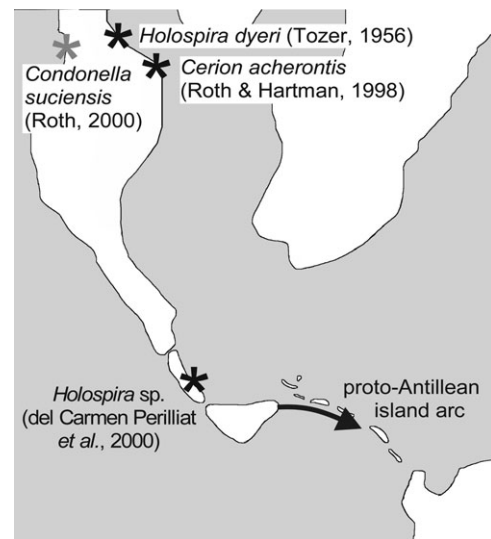 Holospira dyeri (Tozer, 1956)
Condonella
suciensis
(Roth, 2000)
Cerion acherontis
(Roth & Hartman, 1998)
Holospira sp.
(del Carmen Perilliat
et al., 2000)
proto-Antillean
island arc